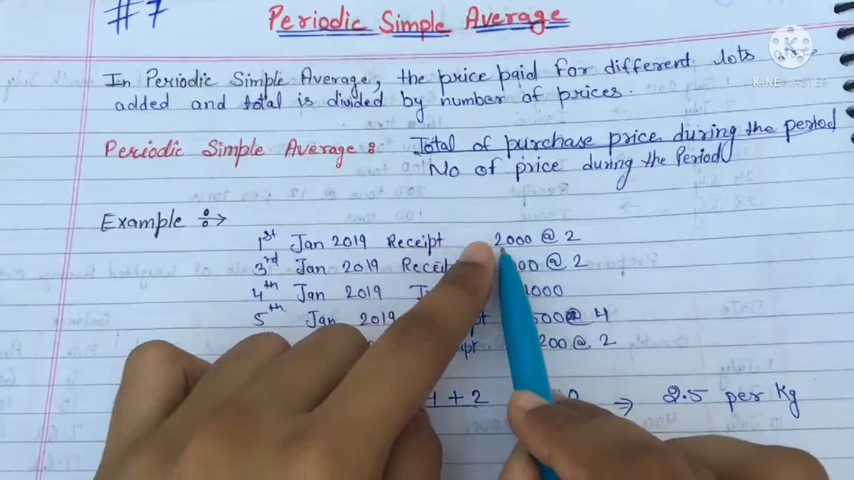 #7
Periodic Simple Average
K
KINEMASTER
In Periodic Simple Average, the price paid for different lots
added and total is divided by number of prices.
Periodic Simple Average : Total of purchase price during the period
No of price during the Period
Example ÷→
1st Jan 2019 Receipt 2000 @ 2
3rd Jan 2019 @ 2
4th Jan 2019
5th Jan 2019 @ 4
200 @ 2
4 + 2 → 2.5 per Kg